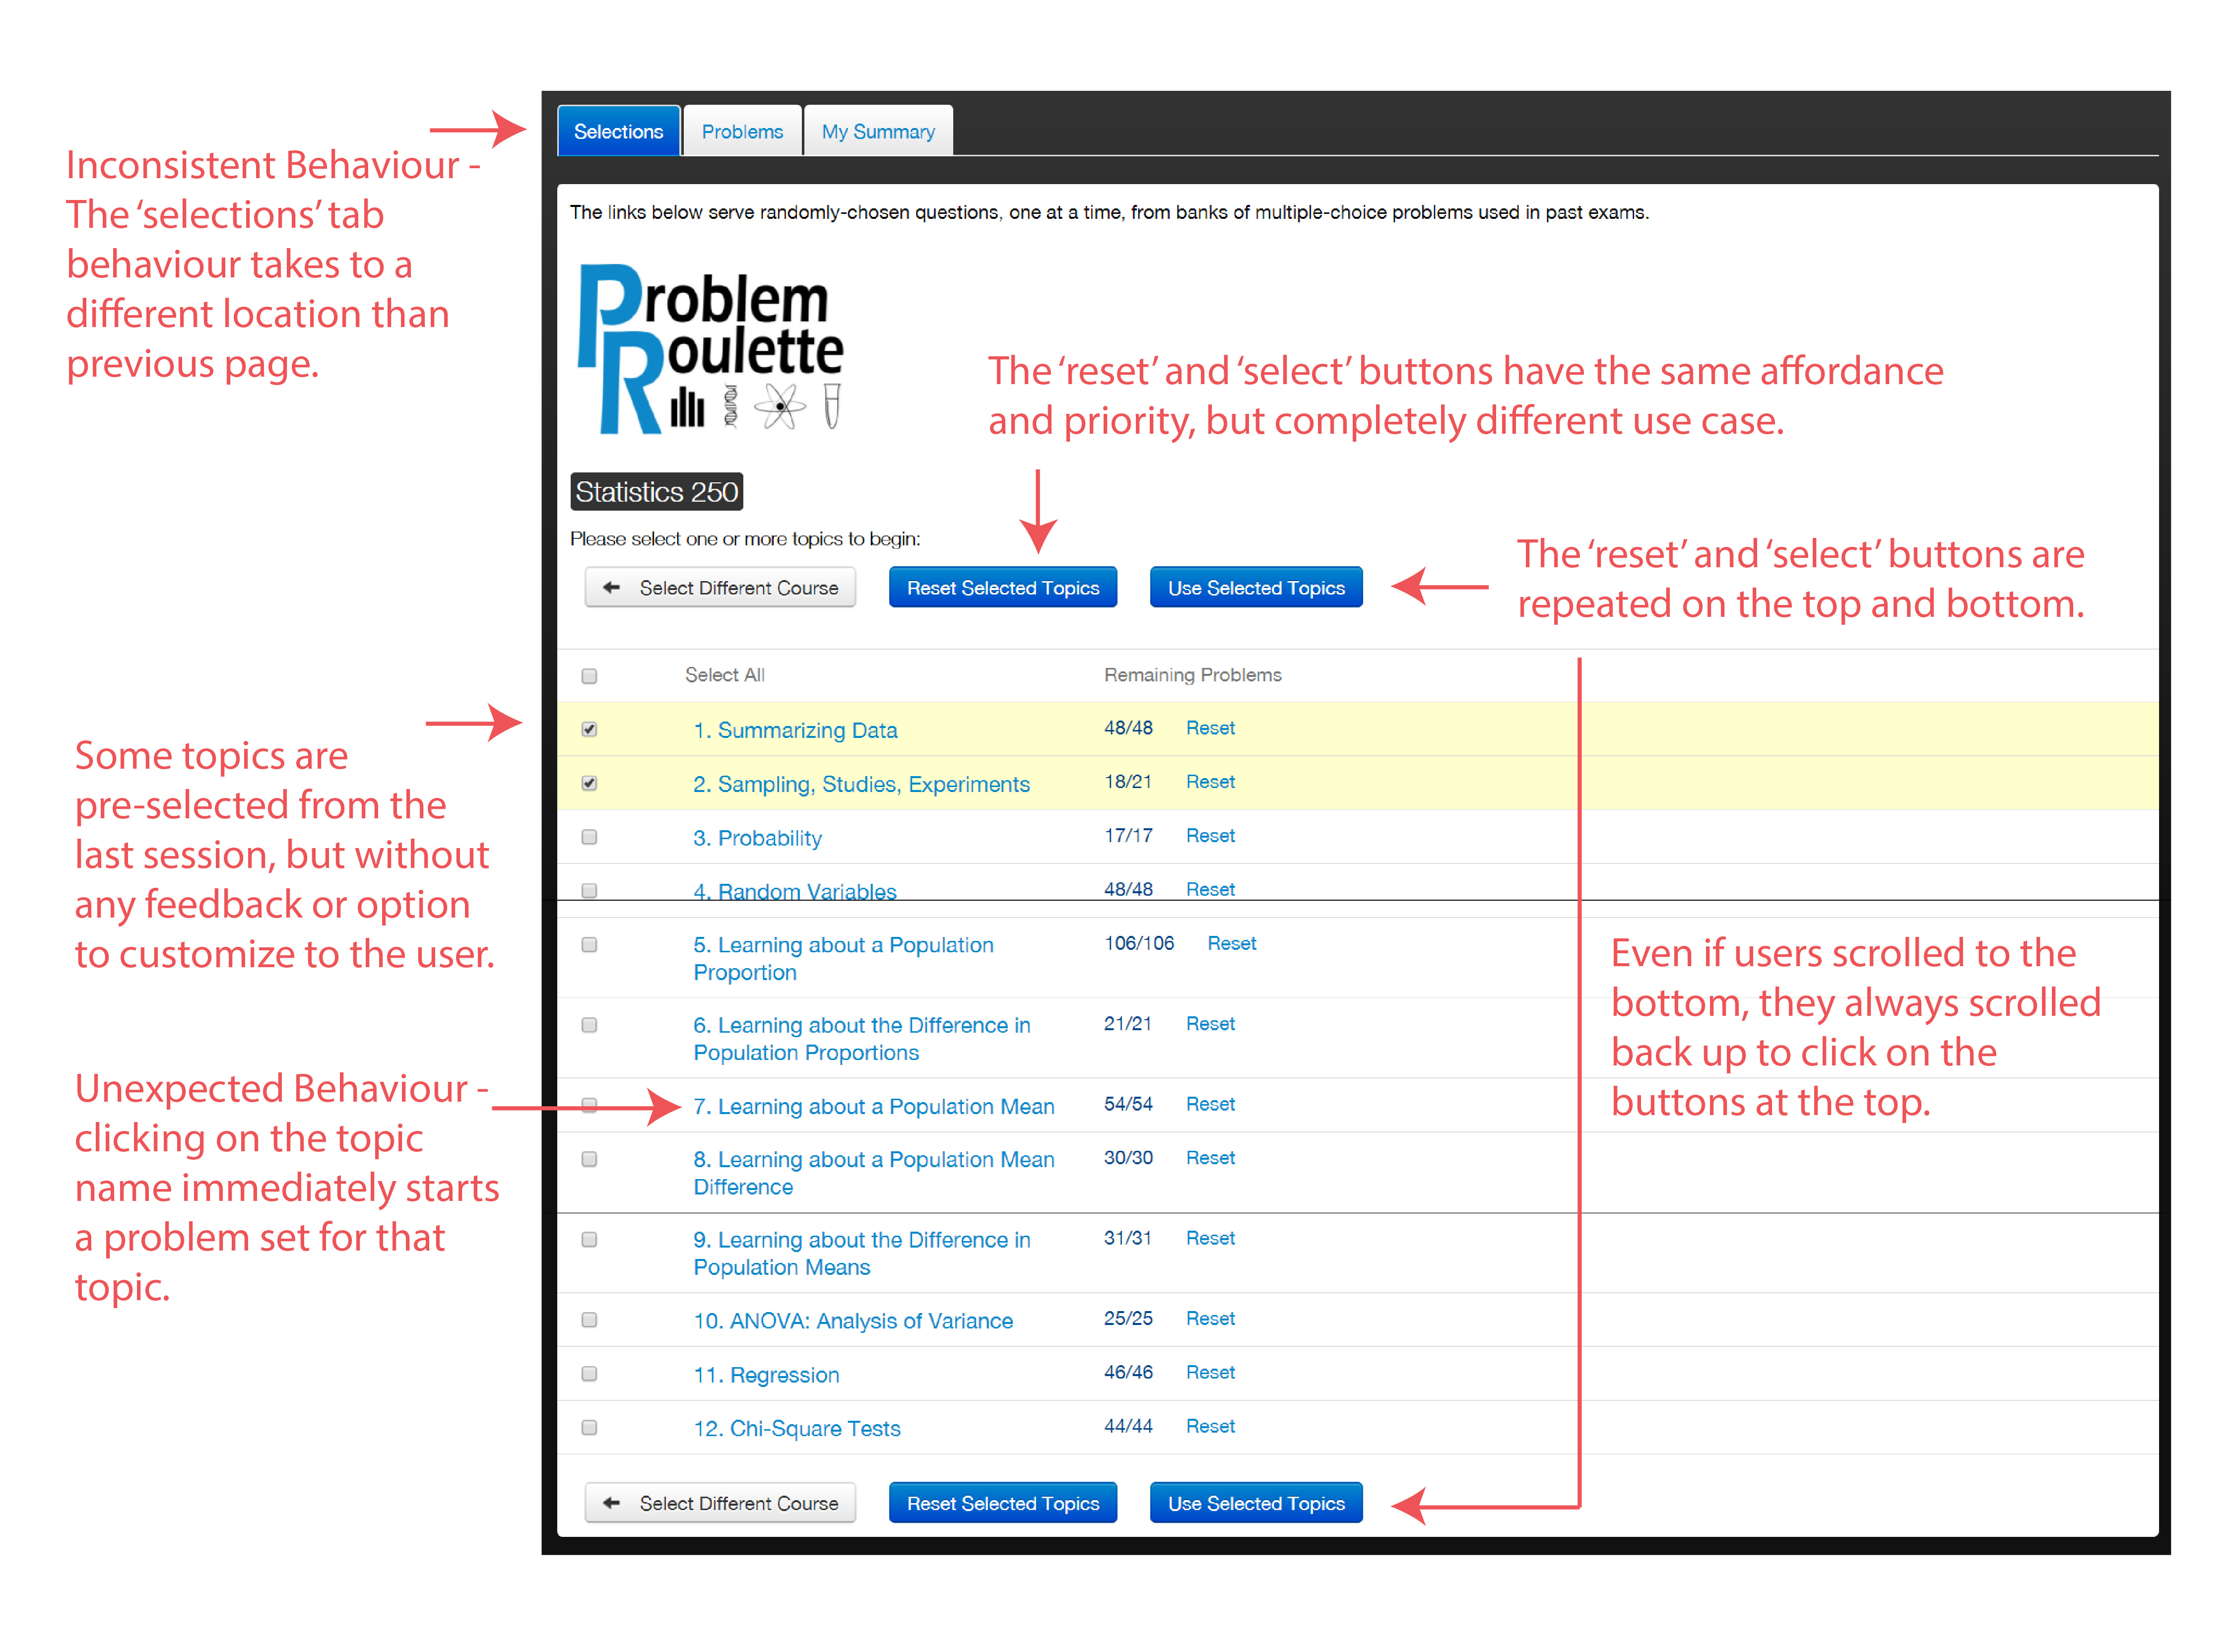 Selections
Problems
My Summary
Inconsistent Behaviour -
The ‘selections’ tab
behaviour takes to a
different location than
previous page.
The links below serve randomly-chosen questions, one at a time, from banks of multiple-choice problems used in past exams.
Problem
Roulette
The ‘reset’ and ‘select’ buttons have the same affordance
and priority, but completely different use case.
Statistics 250
Please select one or more topics to begin:
Select Different Course
Reset Selected Topics
Use Selected Topics
The ‘reset’ and ‘select’ buttons are
repeated on the top and bottom.
Select All
Remaining Problems
1. Summarizing Data 48/48 Reset
2. Sampling, Studies, Experiments 18/21 Reset
3. Probability 17/17 Reset
4. Random Variables 48/48 Reset
Some topics are
pre-selected from the
last session, but without
any feedback or option
to customize to the user.
5. Learning about a Population 106/106 Reset
Proportion
6. Learning about the Difference in 21/21 Reset
Population Proportions
Even if users scrolled to the
bottom, they always scrolled
back up to click on the
buttons at the top.
Unexpected Behaviour -
clicking on the topic
name immediately starts
a problem set for that
topic.
7. Learning about a Population Mean 54/54 Reset
8. Learning about a Population Mean 30/30 Reset
Difference
9. Learning about the Difference in 31/31 Reset
Population Means
10. ANOVA: Analysis of Variance 25/25 Reset
11. Regression 46/46 Reset
12. Chi-Square Tests 44/44 Reset
Select Different Course
Reset Selected Topics
Use Selected Topics